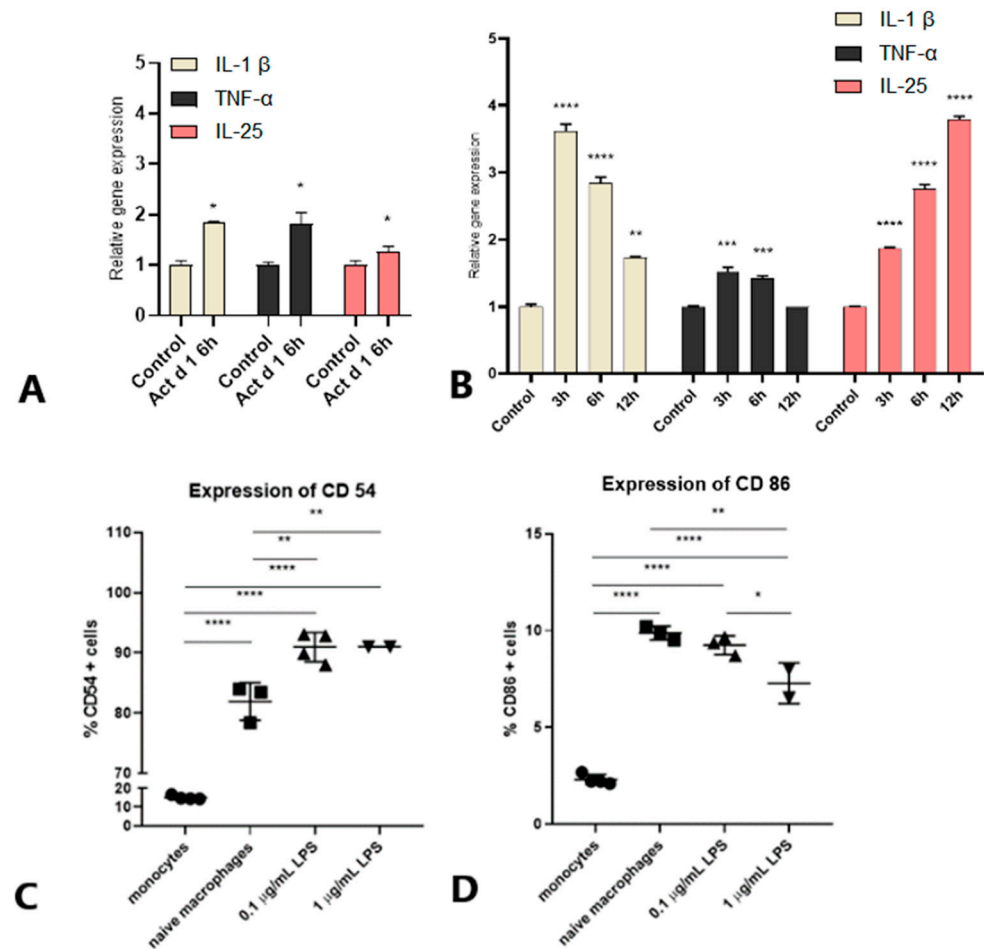 IL-1 β
TNF-α
IL-25
Relative gene expression
5
4
3
2
1
0
* * *
Control
Act d 1 6h
Control
Act d 1 6h
Control
Act d 1 6h
A
IL-1 β
TNF-α
IL-25
Relative gene expression
5
4
3
2
1
0
**** **** ** *** *** **** **** ****
Control
3h
6h
12h
Control
3h
6h
12h
Control
3h
6h
12h
B
Expression of CD 54
% CD54 + cells
110
100
90
80
70
20
10
0
**
**
****
****
****
monocytes
naive macrophages
0.1 µg/mL LPS
1 µg/mL LPS
C
Expression of CD 86
% CD86 + cells
15
10
5
0
**
****
****
**** *
monocytes
naive macrophages
0.1 µg/mL LPS
1 µg/mL LPS
D